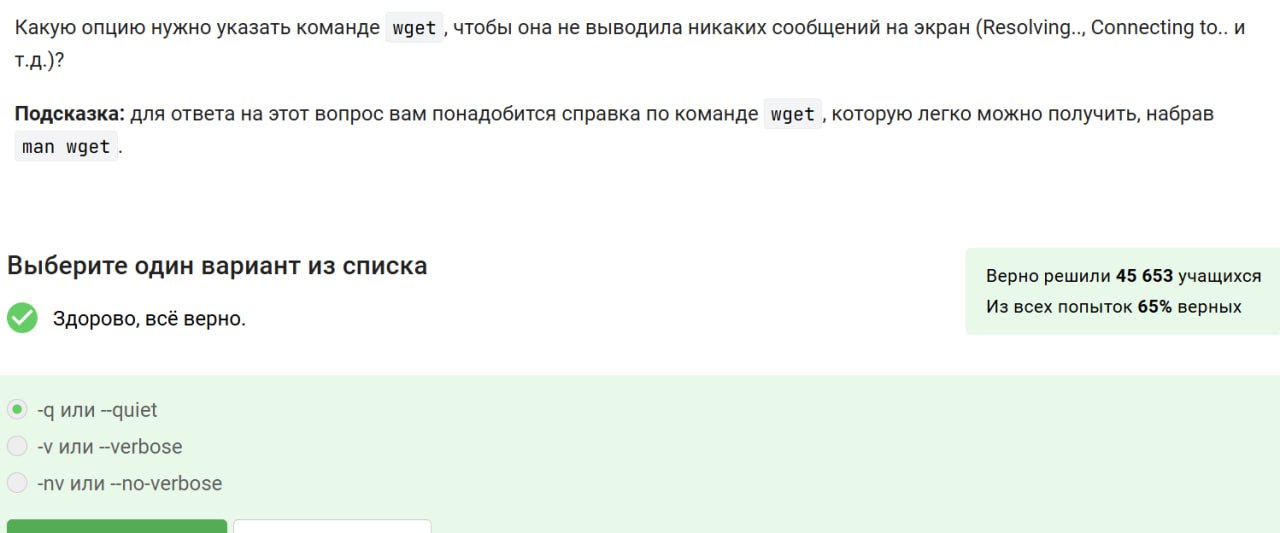 Какую опцию нужно указать команде wget, чтобы она не выводила никаких сообщений на экран (Resolving.., Connecting to.. и
т.д.)?
Подсказка: для ответа на этот вопрос вам понадобится справка по команде wget, которую легко можно получить, набрав
man wget.
Выберите один вариант из списка
Здорово, всё верно.
Верно решили 45 653 учащихся
Из всех попыток 65% верных
-q или --quiet
-v или --verbose
-nv или --no-verbose